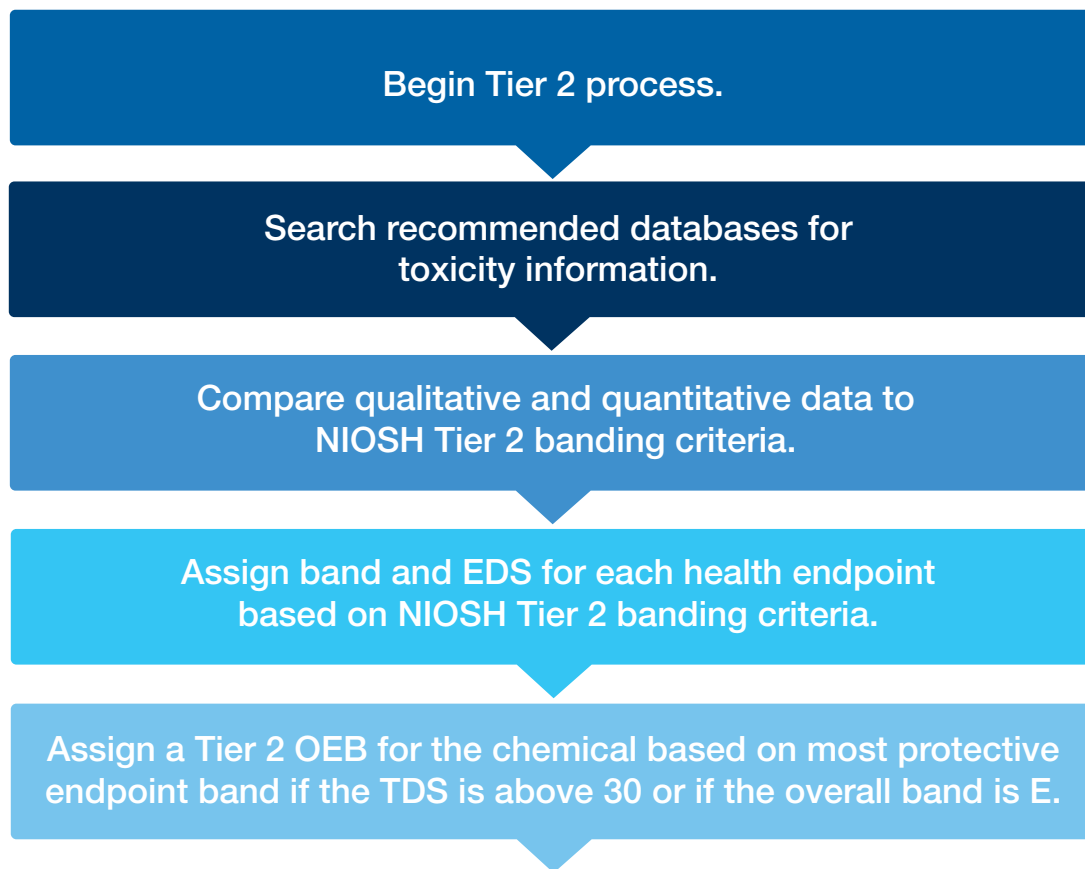 Begin Tier 2 process.
Search recommended databases for
toxicity information.
Compare qualitative and quantitative data to
NIOSH Tier 2 banding criteria.
Assign band and EDS for each health endpoint
based on NIOSH Tier 2 banding criteria.
Assign a Tier 2 OEB for the chemical based on most protective
endpoint band if the TDS is above 30 or if the overall band is E.